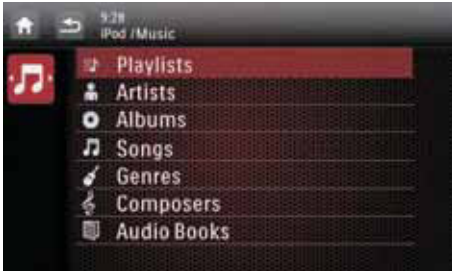 9:28
iPod /Music
Playlists
Artists
Albums
Songs
Genres
Composers
Audio Books